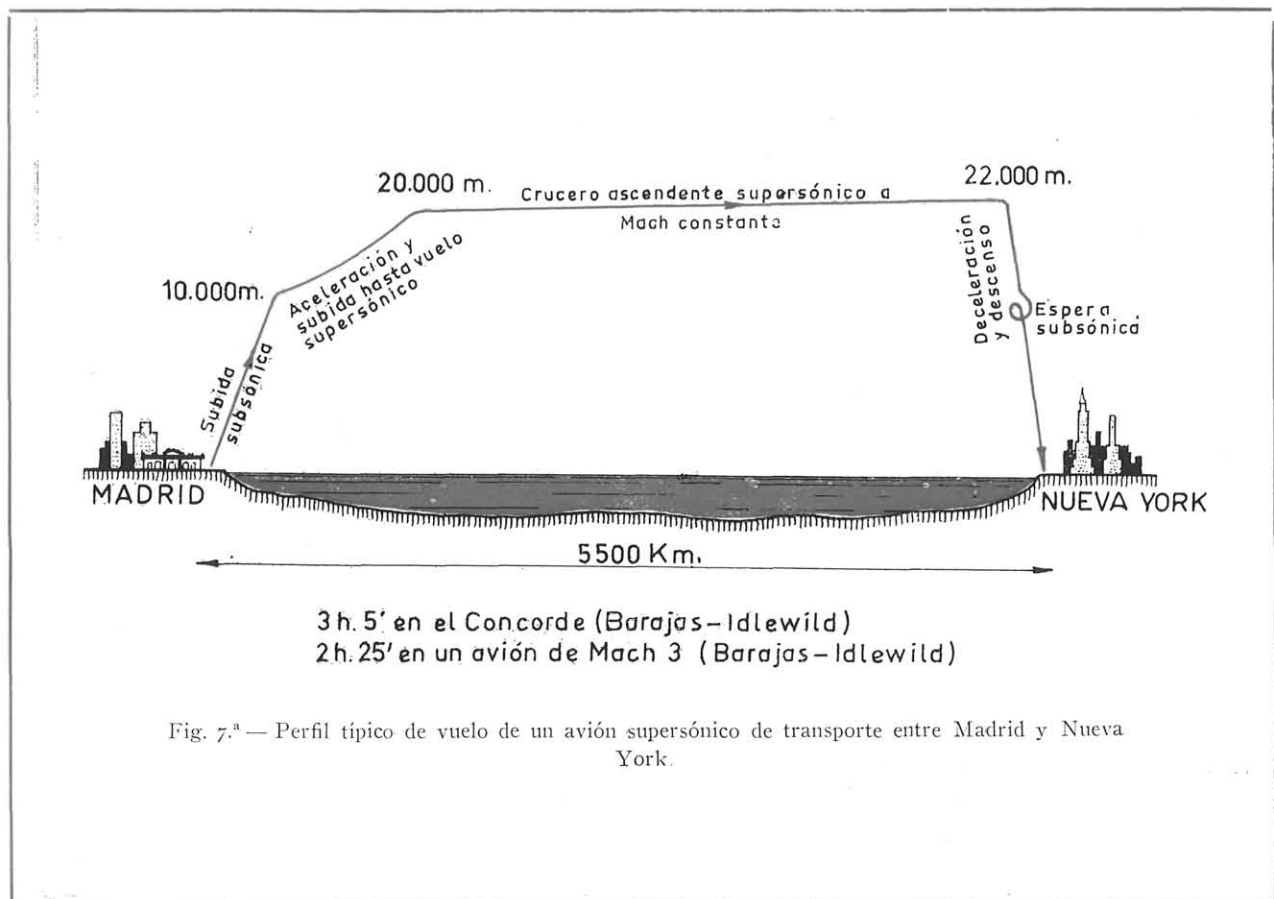 20.000 m.
Crucero ascendente supersónico a
Mach constante
22.000 m.
10.000m.
Aceleración y
subida hasta vuelo
supersónico
Deceleración
y descenso
Espera
subsónica
Subida
subsónica
MADRID
NUEVA YORK
5500 Km.
3 h. 5' en el Concorde (Barajas-Idlewild)
2 h. 25' en un avión de Mach 3 (Barajas-Idlewild)
Fig. 7.ª — Perfil típico de vuelo de un avión supersónico de transporte entre Madrid y Nueva
York.